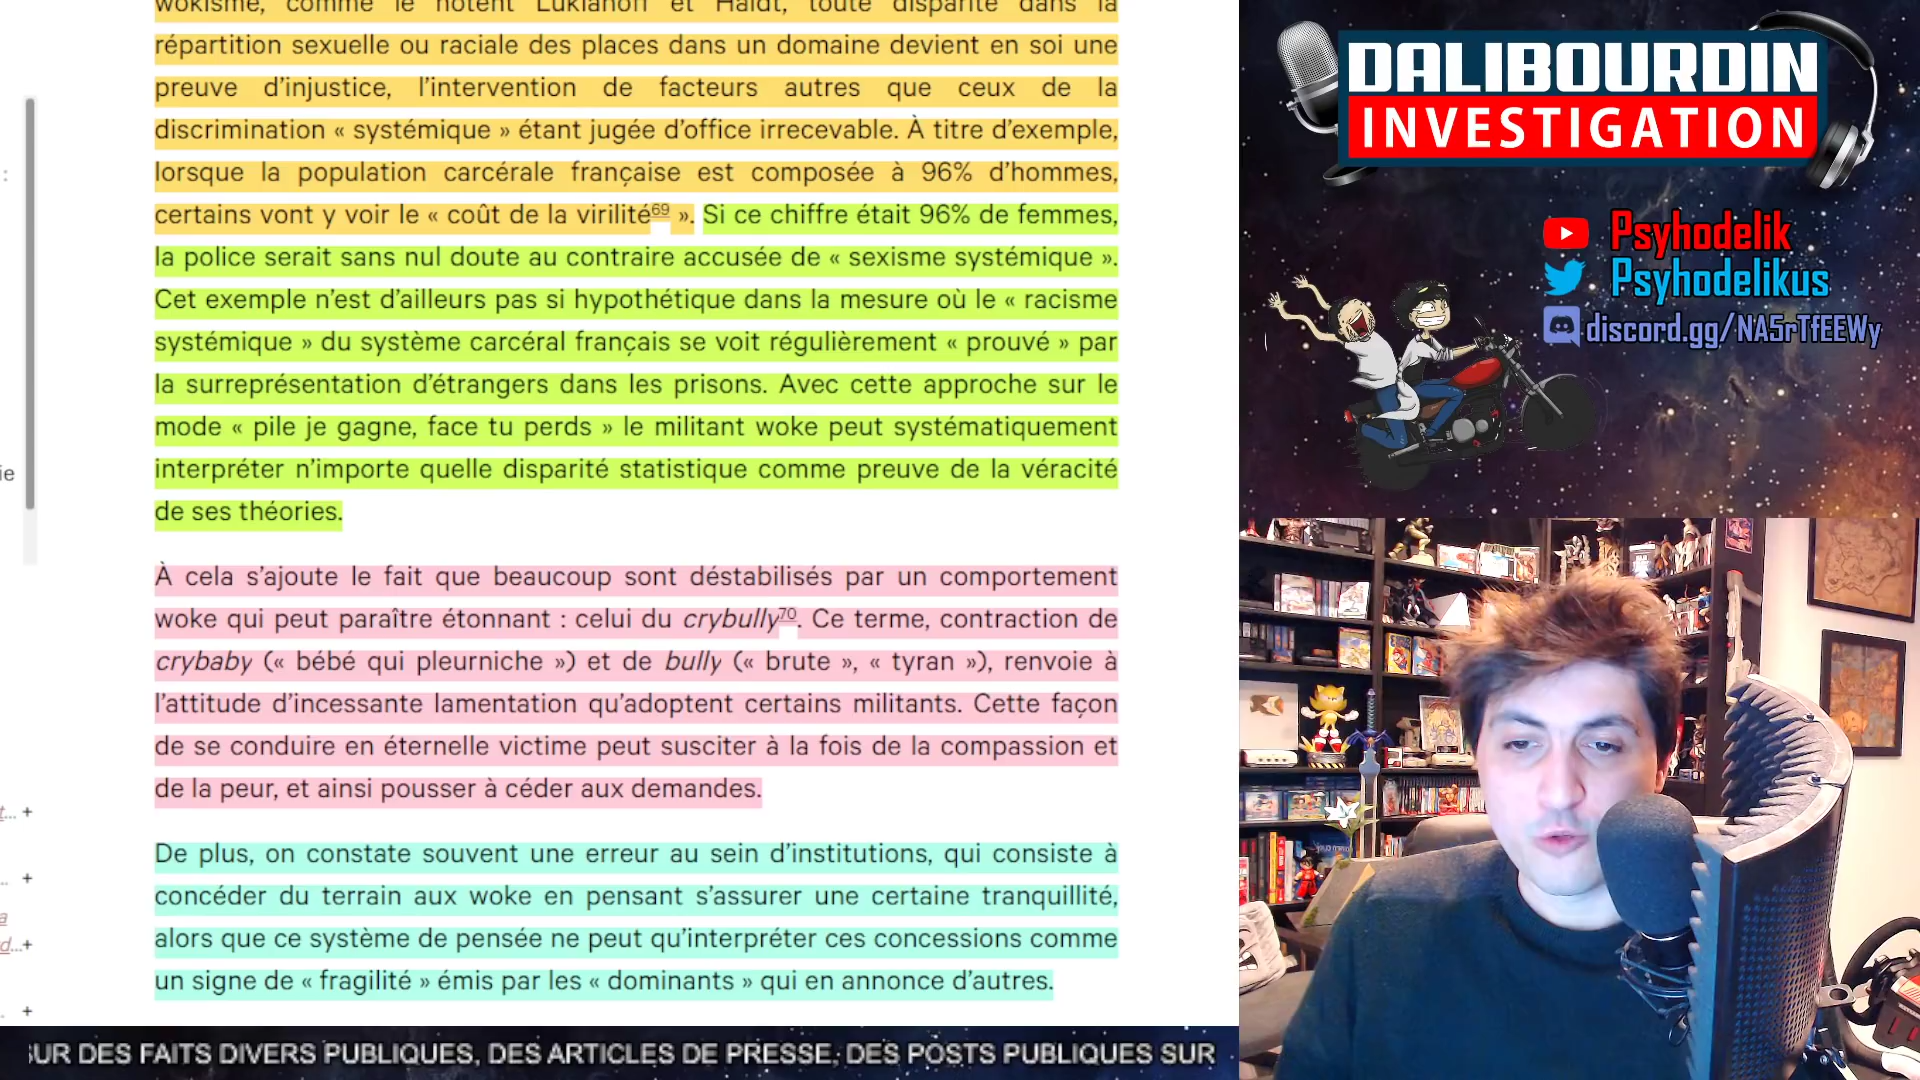 wokisme, comme le notent Lukianoff et Haidt, toute disparité dans la
répartition sexuelle ou raciale des places dans un domaine devient en soi une
preuve d’injustice, l’intervention de facteurs autres que ceux de la
discrimination « systémique » étant jugée d’office irrecevable. À titre d’exemple,
lorsque la population carcérale française est composée à 96% d’hommes,
certains vont y voir le « coût de la virilité69 ». Si ce chiffre était 96% de femmes,
la police serait sans nul doute au contraire accusée de « sexisme systémique ».
Cet exemple n’est d’ailleurs pas si hypothétique dans la mesure où le « racisme
systémique » du système carcéral français se voit régulièrement « prouvé » par
la surreprésentation d’étrangers dans les prisons. Avec cette approche sur le
mode « pile je gagne, face tu perds » le militant woke peut systématiquement
interpréter n’importe quelle disparité statistique comme preuve de la véracité
de ses théories.
À cela s’ajoute le fait que beaucoup sont déstabilisés par un comportement
woke qui peut paraître étonnant : celui du crybully70. Ce terme, contraction de
crybaby (« bébé qui pleurniche ») et de bully (« brute », « tyran »), renvoie à
l’attitude d’incessante lamentation qu’adoptent certains militants. Cette façon
de se conduire en éternelle victime peut susciter à la fois de la compassion et
de la peur, et ainsi pousser à céder aux demandes.
De plus, on constate souvent une erreur au sein d’institutions, qui consiste à
concéder du terrain aux woke en pensant s’assurer une certaine tranquillité,
alors que ce système de pensée ne peut qu’interpréter ces concessions comme
un signe de « fragilité » émis par les « dominants » qui en annonce d’autres.
UR DES FAITS DIVERS PUBLIQUES, DES ARTICLES DE PRESSE, DES POSTS PUBLIQUES SUR
DALIBOURDIN
INVESTIGATION
Psyhodelik
Psyhodelikus
discord.gg/NA5rTfEEWy